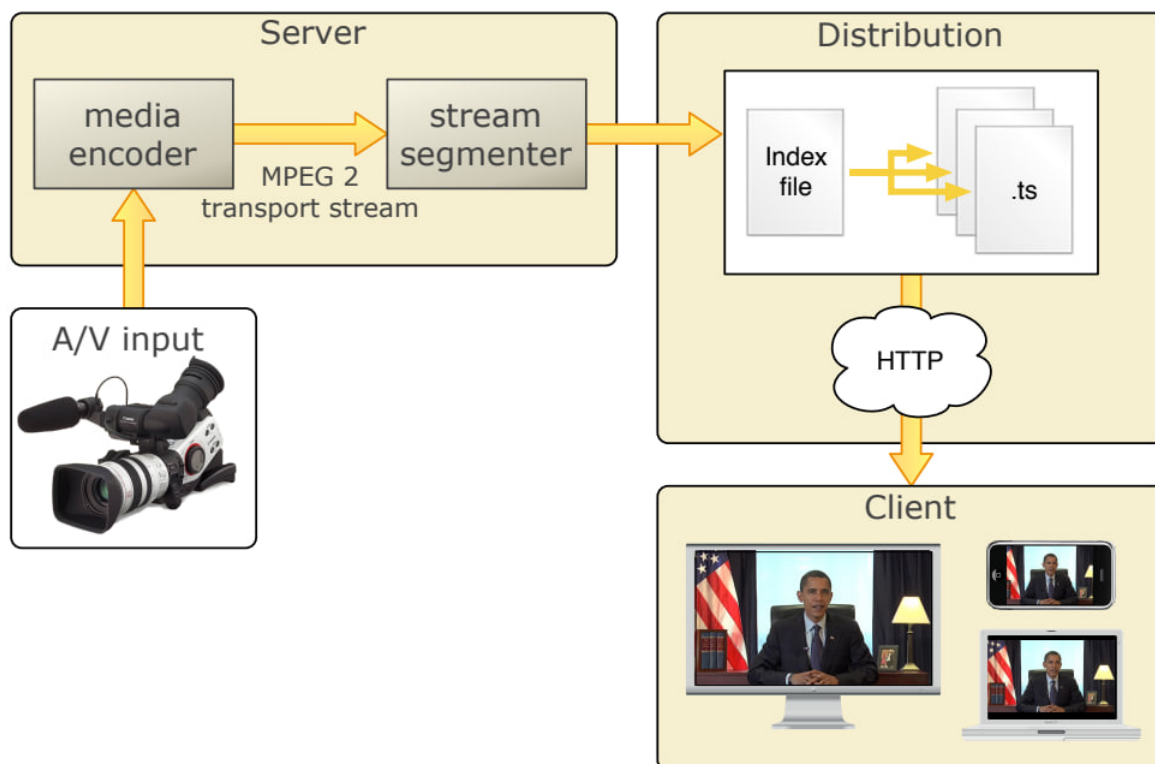 Server
media
encoder
MPEG 2
transport stream
stream
segmenter
Distribution
Index
file
.ts
HTTP
A/V input
Client